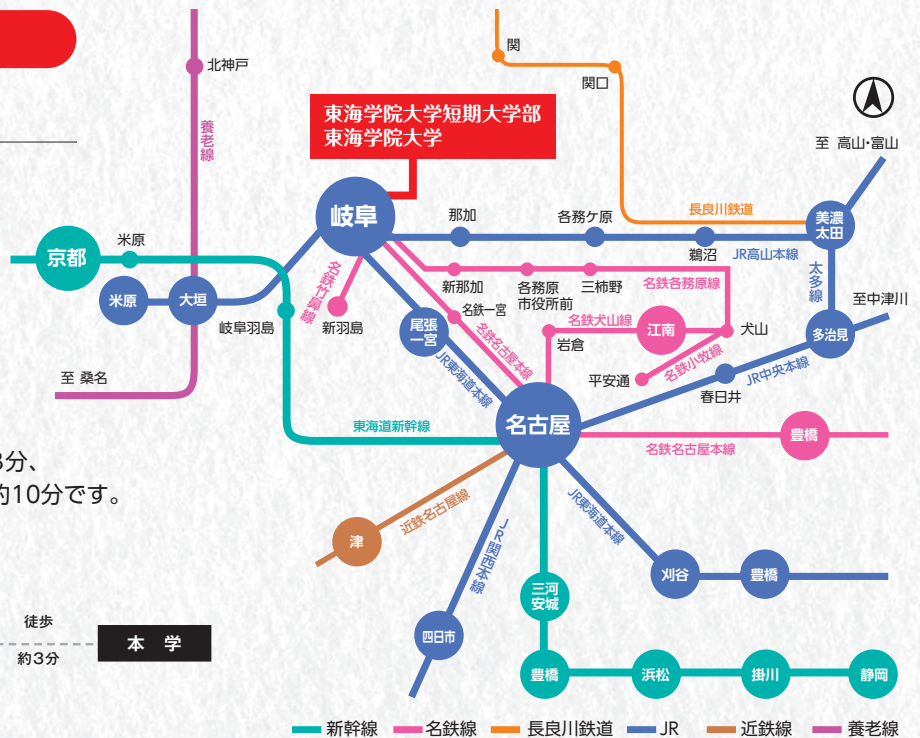 北神戸
養老線
関
関口
東海学院大学短期大学部
東海学院大学
至 高山・富山
岐阜
那加
各務ケ原
鵜沼
長良川鉄道
美濃
太田
JR高山本線
京都
米原
米原
大垣
岐阜羽島
名鉄竹鼻線
新羽島
新那加
各務原
市役所前
三柿野
名鉄各務原線
太多線
至中津川
尾張
一宮
名鉄一宮
名鉄名古屋本線
JR東海道本線
名鉄犬山線
岩倉
江南
犬山
多治見
名鉄小牧線
平安通
春日井
JR中央本線
至 桑名
東海道新幹線
名古屋
名鉄名古屋本線
豊橋
3分、
約10分です。
近鉄名古屋線
津
JR関西本線
四日市
JR東海道本線
刈谷
豊橋
三河
安城
豊橋
浜松
掛川
静岡
徒歩
約3分
本 学
新幹線
名鉄線
長良川鉄道
JR
近鉄線
養老線